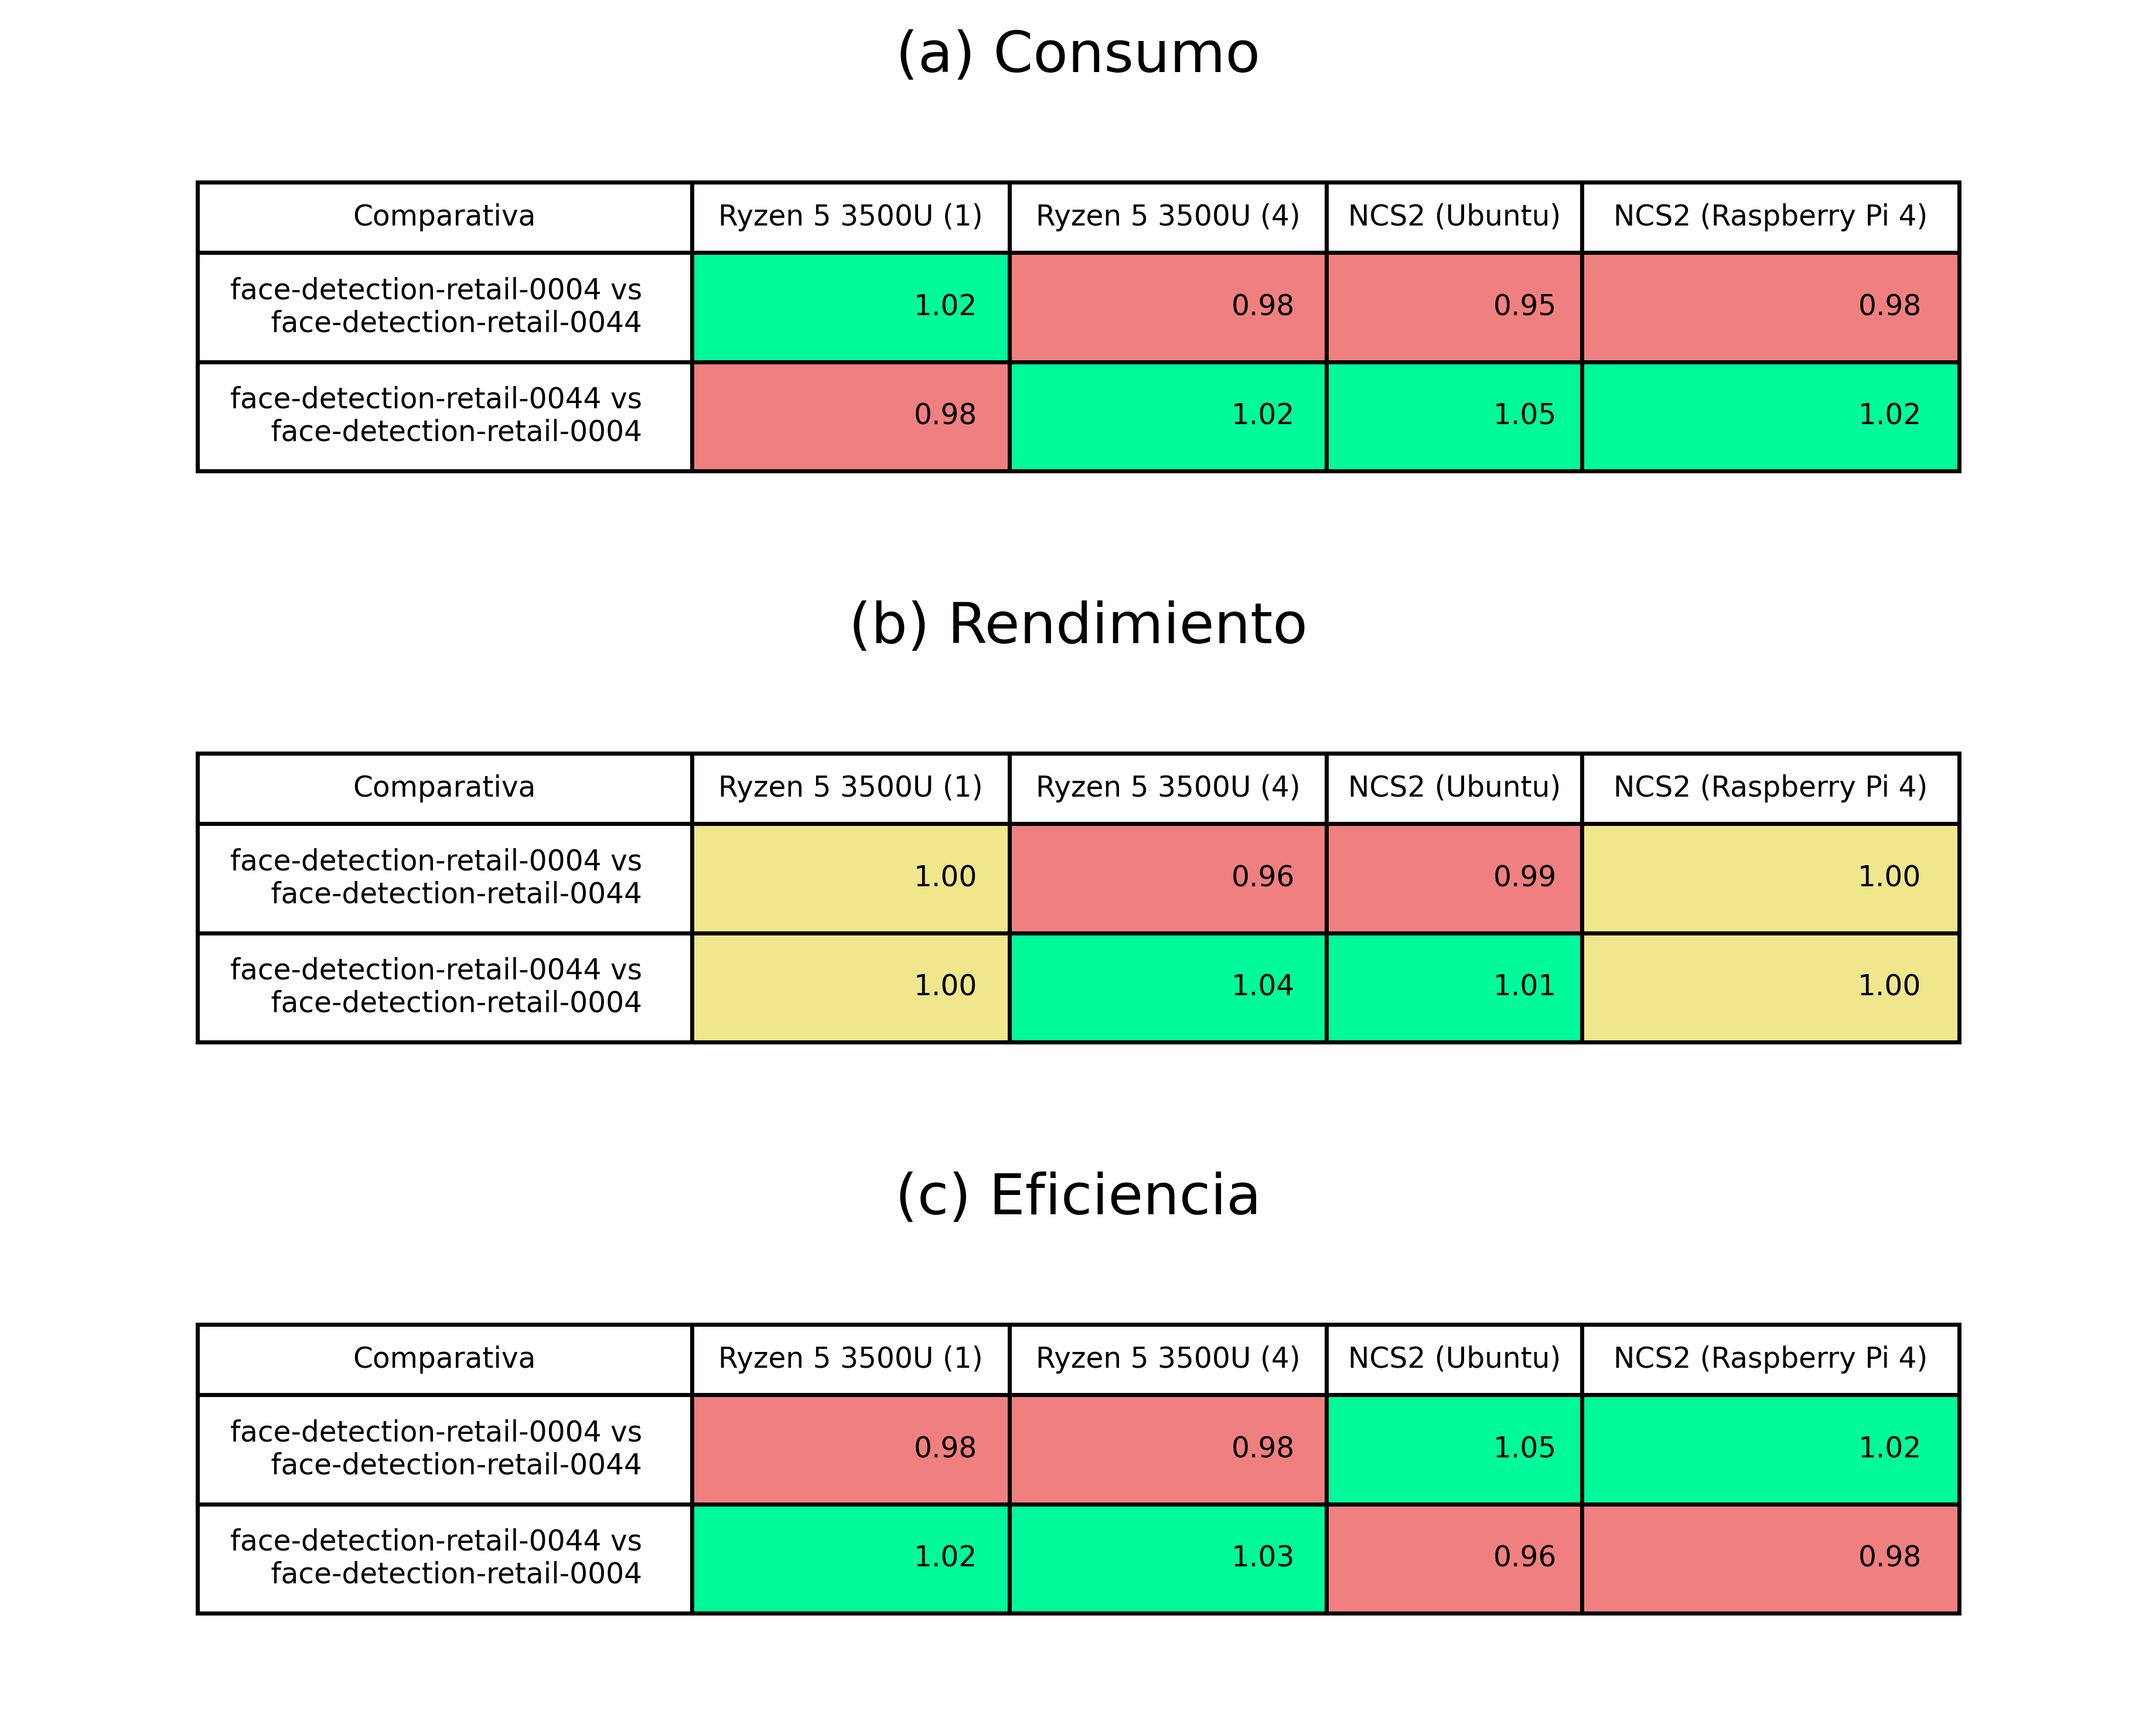 (a) Consumo
Comparativa Ryzen 5 3500U (1) Ryzen 5 3500U (4) NCS2 (Ubuntu) NCS2 (Raspberry Pi 4)
face-detection-retail-0004 vs
face-detection-retail-0044 1.02 0.98 0.95 0.98
face-detection-retail-0044 vs
face-detection-retail-0004 0.98 1.02 1.05 1.02
(b) Rendimiento
Comparativa Ryzen 5 3500U (1) Ryzen 5 3500U (4) NCS2 (Ubuntu) NCS2 (Raspberry Pi 4)
face-detection-retail-0004 vs
face-detection-retail-0044 1.00 0.96 0.99 1.00
face-detection-retail-0044 vs
face-detection-retail-0004 1.00 1.04 1.01 1.00
(c) Eficiencia
Comparativa Ryzen 5 3500U (1) Ryzen 5 3500U (4) NCS2 (Ubuntu) NCS2 (Raspberry Pi 4)
face-detection-retail-0004 vs
face-detection-retail-0044 0.98 0.98 1.05 1.02
face-detection-retail-0044 vs
face-detection-retail-0004 1.02 1.03 0.96 0.98